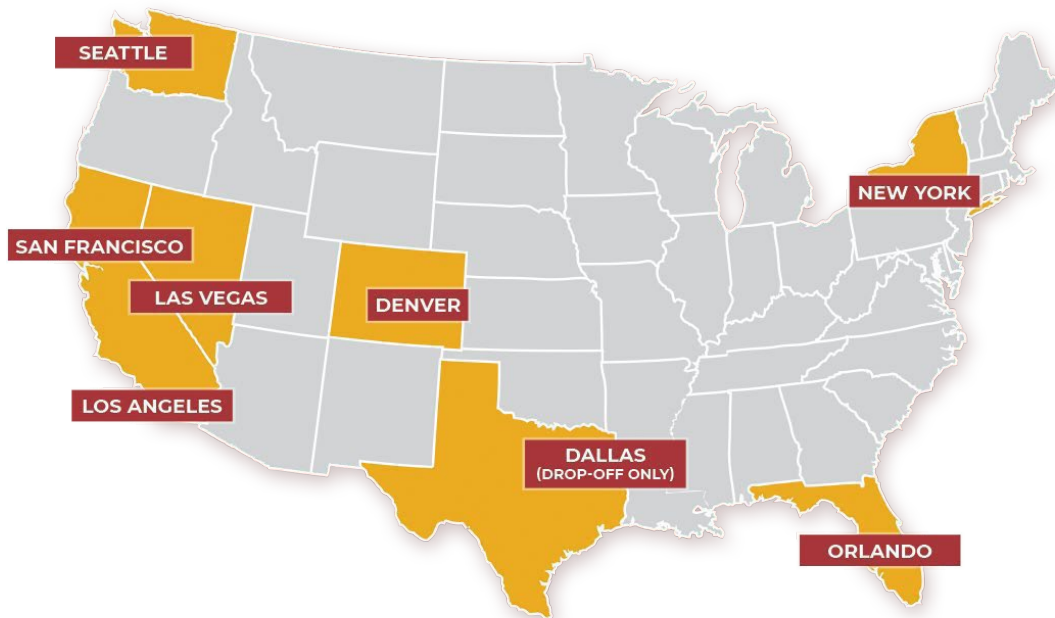 SEATTLE
NEW YORK
SAN FRANCISCO
LAS VEGAS
DENVER
LOS ANGELES
DALLAS
(DROP-OFF ONLY)
ORLANDO